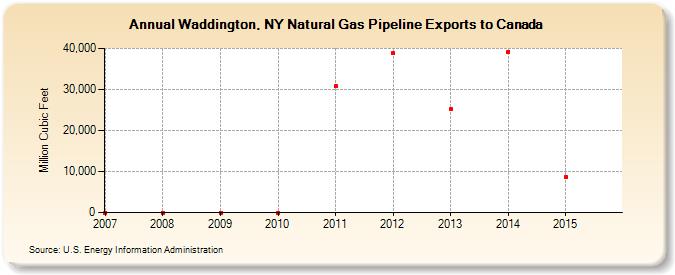 Annual Waddington, NY Natural Gas Pipeline Exports to Canada
Million Cubic Feet
40,000
30,000
20,000
10,000
0
2007 2008 2009 2010 2011 2012 2013 2014 2015
Source: U.S. Energy Information Administration